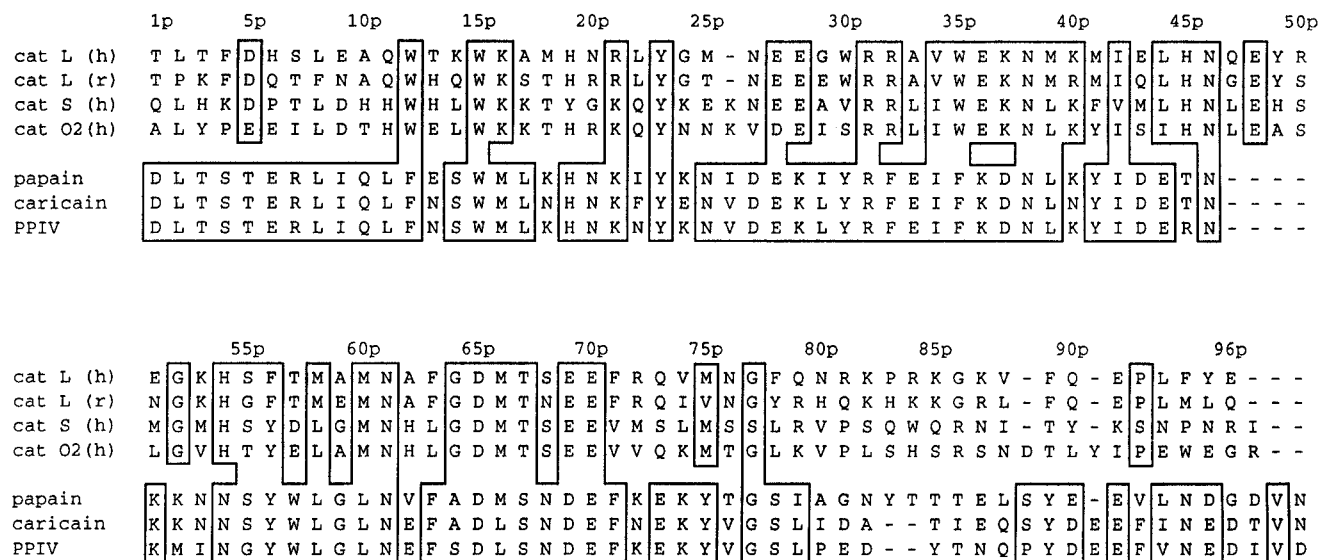 1p 5p 10p 15p 20p 25p 30p 35p 40p 45p 50p
cat L (h) T L T F D H S L E A Q W T K W K A M H N R L Y G M - N E E G W R R A V W E K N M K M I E L H N Q E Y R
cat L (r) T P K F D Q T F N A Q W H Q W K S T H R R L Y G T - N E E E W R R A V W E K N M R M I Q L H N G E Y S
cat S (h) Q L H K D P T L D H H W H L W K K T Y G K Q Y K E K N E E A V R R L I W E K N L K F V M L H N L E H S
cat O2(h) A L Y P E E I L D T H W E L W K K T H R K Q Y N N K V D E I S R R L I W E K N L K Y I S I H N L E A S
papain D L T S T E R L I Q L F E S W M L K H N K I Y K N I D E K I Y R F E I F K D N L K Y I D E T N - - - -
caricain D L T S T E R L I Q L F N S W M L N H N K F Y E N V D E K L Y R F E I F K D N L N Y I D E T N - - - -
PPIV D L T S T E R L I Q L F N S W M L K H N K N Y K N V D E K L Y R F E I F K D N L K Y I D E R N - - - -
55p 60p 65p 70p 75p 80p 85p 90p 96p
cat L (h) E G K H S F T M A M N A F G D M T S E E F R Q V M N G F Q N R K P R K G K V - F Q - E P L F Y E - - -
cat L (r) N G K H G F T M E M N A F G D M T N E E F R Q I V N G Y R H Q K H K K G R L - F Q - E P L M L Q - - -
cat S (h) M G M H S Y D L G M N H L G D M T S E E V M S L M S S L R V P S Q W Q R N I - T Y - K S N P N R I - -
cat O2(h) L G V H T Y E L A M N H L G D M T S E E V V Q K M T G L K V P L S H S R S N D T L Y I P E W E G R - -
papain K K N N S Y W L G L N V F A D M S N D E F K E K Y T G S I A G N Y T T T E L S Y E - E V L N D G D V N
caricain K K N N S Y W L G L N E F A D L S N D E F N E K Y V G S L I D A - - T I E Q S Y D E E F I N E D T V N
PPIV K M I N G Y W L G L N E F S D L S N D E F K E K Y V G S L P E D - - Y T N Q P Y D E E F V N E D I V D